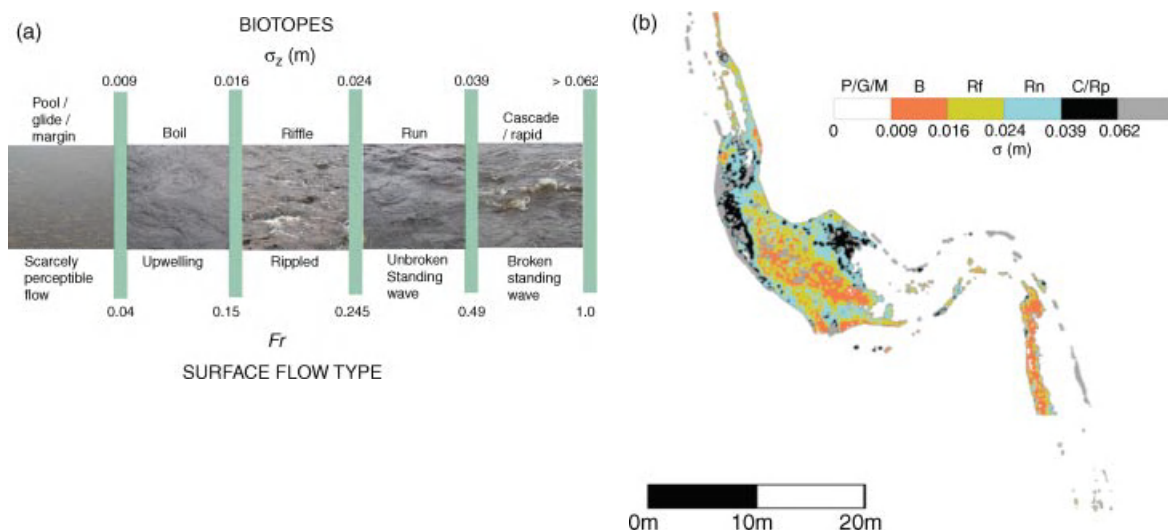 (a)
BIOTOPES
σz (m)
0.009 0.016 0.024 0.039 > 0.062
Pool /
glide /
margin
Boil
Riffle
Run
Cascade
/ rapid
Scarcely
perceptible
flow
Upwelling
Rippled
Unbroken
Standing
wave
Broken
standing
wave
0.04 0.15 0.245 0.49 1.0
Fr
SURFACE FLOW TYPE
(b)
P/G/M B Rf Rn C/Rp
0 0.009 0.016 0.024 0.039 0.062
σ (m)
0m 10m 20m